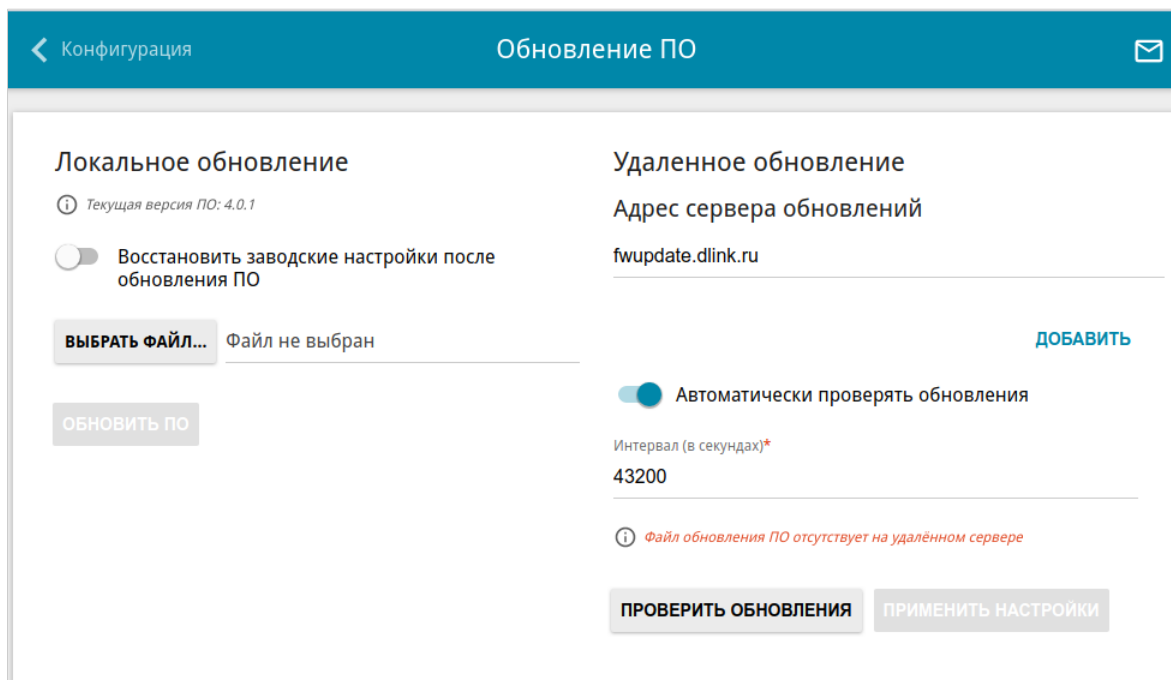 Конфигурация
Обновление ПО
Локальное обновление
Текущая версия ПО: 4.0.1
Восстановить заводские настройки после
обновления ПО
ВЫБРАТЬ ФАЙЛ... Файл не выбран
ОБНОВИТЬ ПО
Удаленное обновление
Адрес сервера обновлений
fwupdate.dlink.ru
ДОБАВИТЬ
Автоматически проверять обновления
Интервал (в секундах)*
43200
Файл обновления ПО отсутствует на удалённом сервере
ПРОВЕРИТЬ ОБНОВЛЕНИЯ ПРИМЕНИТЬ НАСТРОЙКИ